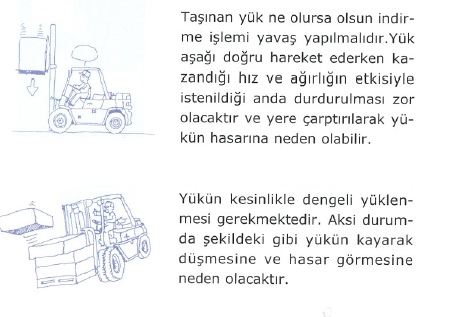 Taşınan yük ne olursa olsun indir-
me işlemi yavaş yapılmalıdır.Yük
aşağı doğru hareket ederken ka-
zandığı hız ve ağırlığın etkisiyle
istenildiği anda durdurulması zor
olacaktır ve yere çarptırılarak yü-
kün hasarına neden olabilir.
Yükün kesinlikle dengeli yüklen-
mesi gerekmektedir. Aksi durum-
da şekildeki gibi yükün kayarak
düşmesine ve hasar görmesine
neden olacaktır.